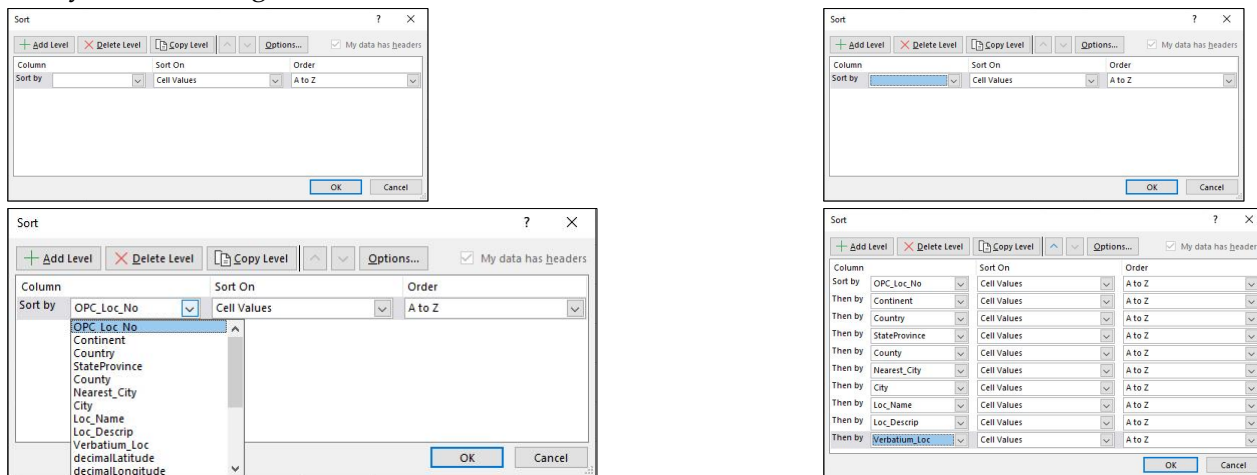 Sort ? ×
Add Level Delete Level Copy Level Options... My data has headers
Column Sort On Order
Sort by Cell Values A to Z
OK Cancel
Sort ? ×
Add Level Delete Level Copy Level Options... My data has headers
Column Sort On Order
Sort by Cell Values A to Z
OK Cancel
Sort ? ×
Add Level Delete Level Copy Level Options... My data has headers
Column Sort On Order
Sort by OPC_Loc_No Cell Values A to Z
OPC_Loc_No
Continent
Country
StateProvince
County
Nearest_City
City
Loc_Name
Loc_Descrip
Verbatium_Loc
decimalLatitude
decimalLongitude
OK Cancel
Sort ? ×
Add Level Delete Level Copy Level Options... My data has header
Column Sort On Order
Sort by OPC_Loc_No Cell Values A to Z
Then by Continent Cell Values A to Z
Then by Country Cell Values A to Z
Then by StateProvince Cell Values A to Z
Then by County Cell Values A to Z
Then by Nearest_City Cell Values A to Z
Then by City Cell Values A to Z
Then by Loc_Name Cell Values A to Z
Then by Loc_Descrip Cell Values A to Z
Then by Verbatium_Loc Cell Values A to Z
OK Cancel